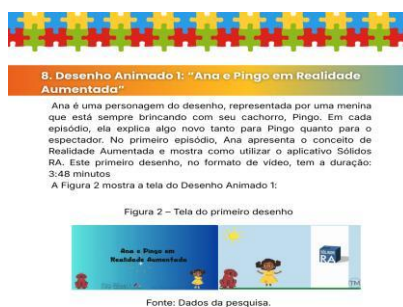 8. Desenho Animado 1: "Ana e Pingo em Realidade
Aumentada"
Ana é uma personagem do desenho, representada por uma menina
que está sempre brincando com seu cachorro, Pingo. Em cada
episódio, ela explica algo novo tanto para Pingo quanto para o
espectador. No primeiro episódio, Ana apresenta o conceito de
Realidade Aumentada e mostra como utilizar o aplicativo Sólidos
RA. Este primeiro desenho, no formato de vídeo, tem a duração:
3:48 minutos
A Figura 2 mostra a tela do Desenho Animado 1:
Figura 2 – Tela do primeiro desenho
Ana e Pingo em
Realidade Aumentada
RA
TM
Fonte: Dados da pesquisa.